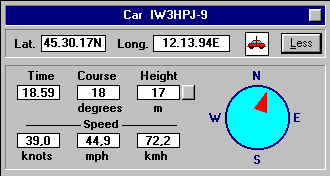 Car IW3HPJ-9
Lat. 45.30.17N Long. 12.13.94E Less
Time Course Height
18.59 18 17
degrees m
Speed
39,0 44,9 72,2
knots mph kmh
N
W E
S